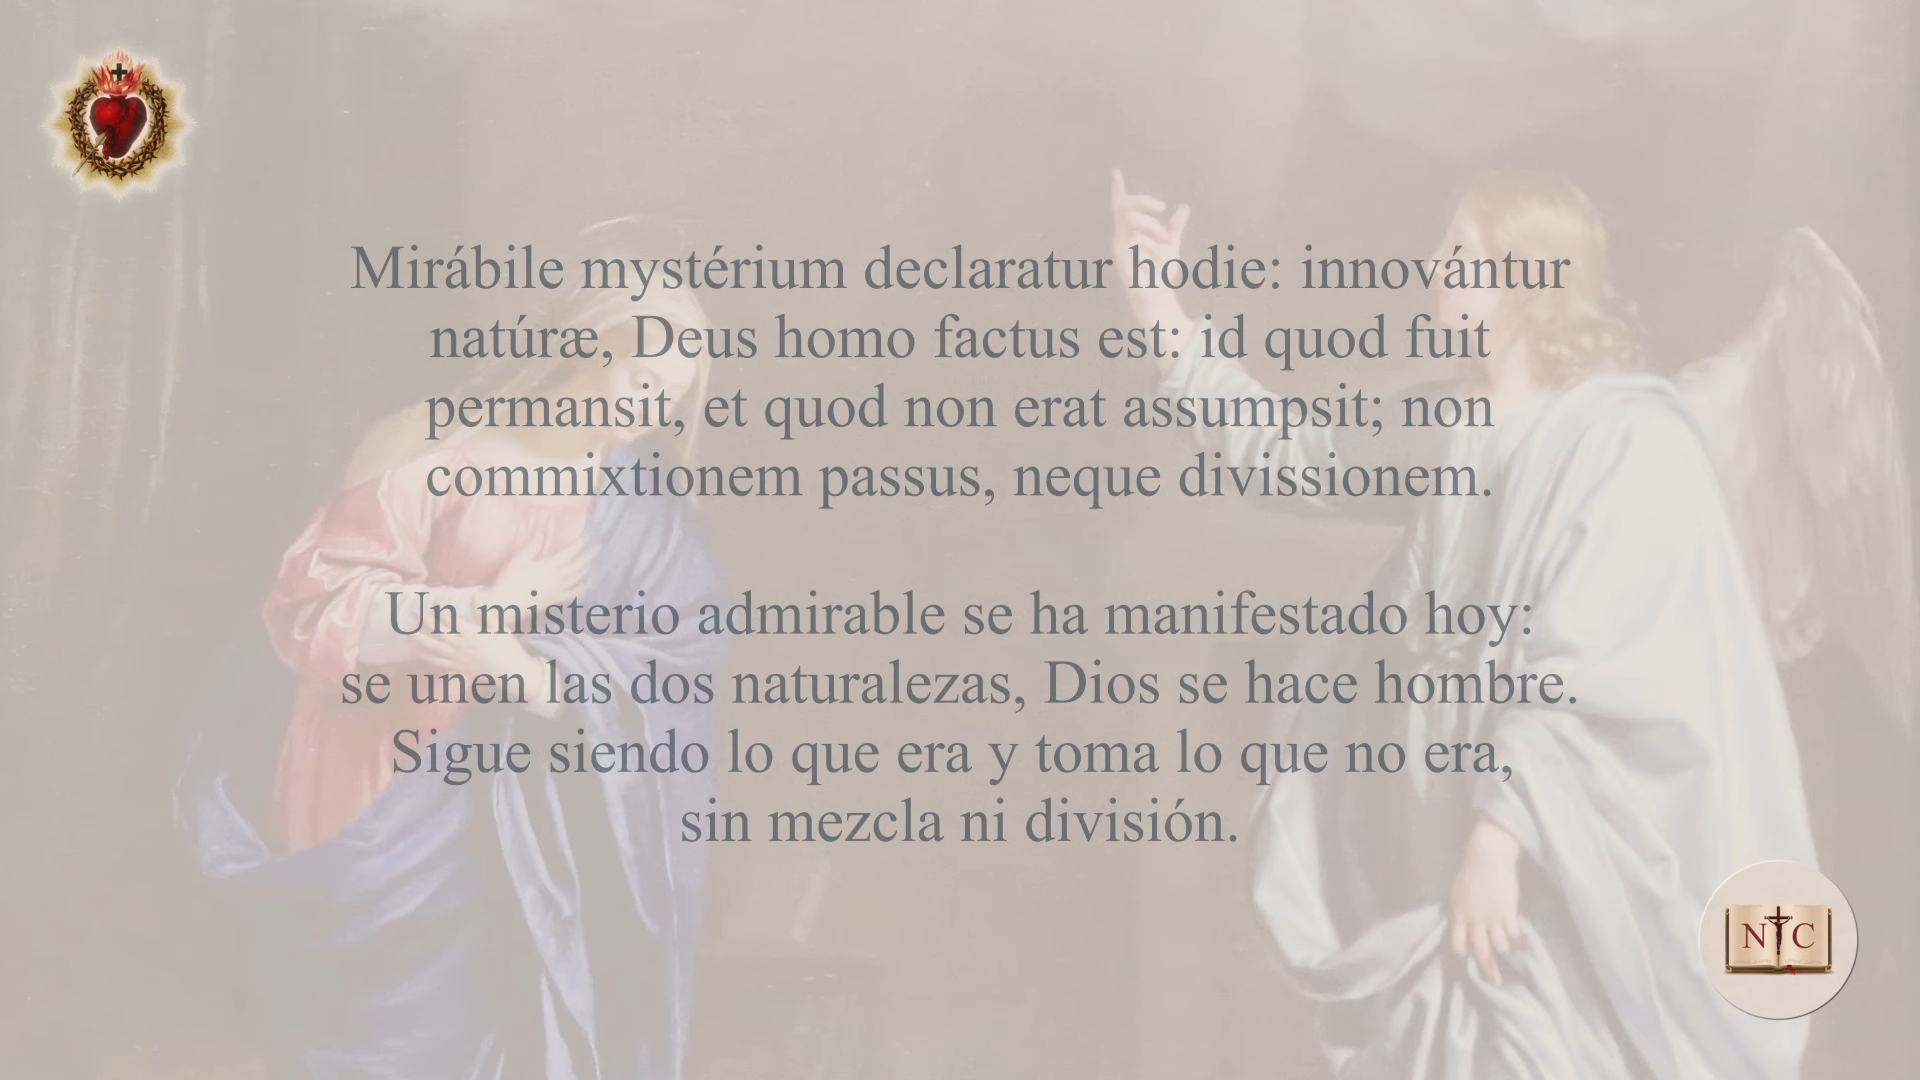 Mirábile mystérium declaratur hodie: innovántur
natúræ, Deus homo factus est: id quod fuit
permansit, et quod non erat assumpsit; non
commixtionem passus, neque divissionem.
Un misterio admirable se ha manifestado hoy:
se unen las dos naturalezas, Dios se hace hombre.
Sigue siendo lo que era y toma lo que no era,
sin mezcla ni división.
N C